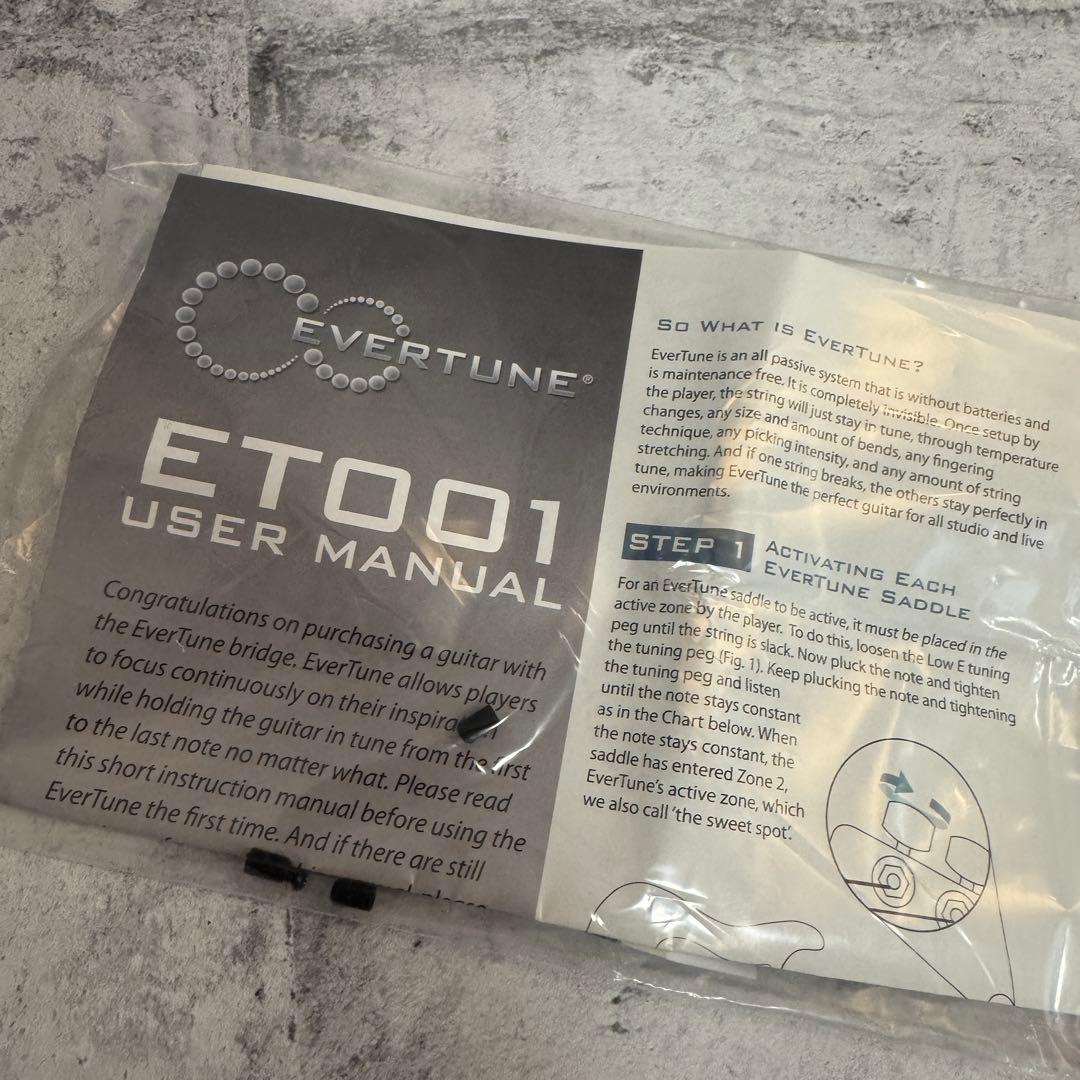 EVERTUNE®
ET001
USER MANUAL
Congratulations on purchasing a guitar with
the EverTune bridge. EverTune allows players
to focus continuously on their
while holding the guitar in tune from the first
to the last note no matter what. Please read
this short instruction manual before using the
EverTune the first time. And if there are still
please
SO WHAT IS EVERTUNE?
EverTune is an all passive system that is without batteries and
is maintenance free. It is completely invisible. Once setup by
the player, the string will just stay in tune, through temperature
changes, any size and amount of bends, any fingering
technique, any picking intensity, and any amount of string
stretching. And if one string breaks, the others stay perfectly in
tune, making EverTune the perfect guitar for all studio and live
environments.
STEP 1
ACTIVATING EACH
EVERTUNE SADDLE
For an EverTune saddle to be active, it must be placed in the
active zone by the player. To do this, loosen the Low E tuning
peg until the string is slack. Now pluck the note and tighten
the tuning peg (Fig. 1). Keep plucking the note and tightening
the tuning peg and listen
until the note stays constant
as in the Chart below. When
the note stays constant, the
saddle has entered Zone 2,
EverTune's active zone, which
we also call 'the sweet spot'.